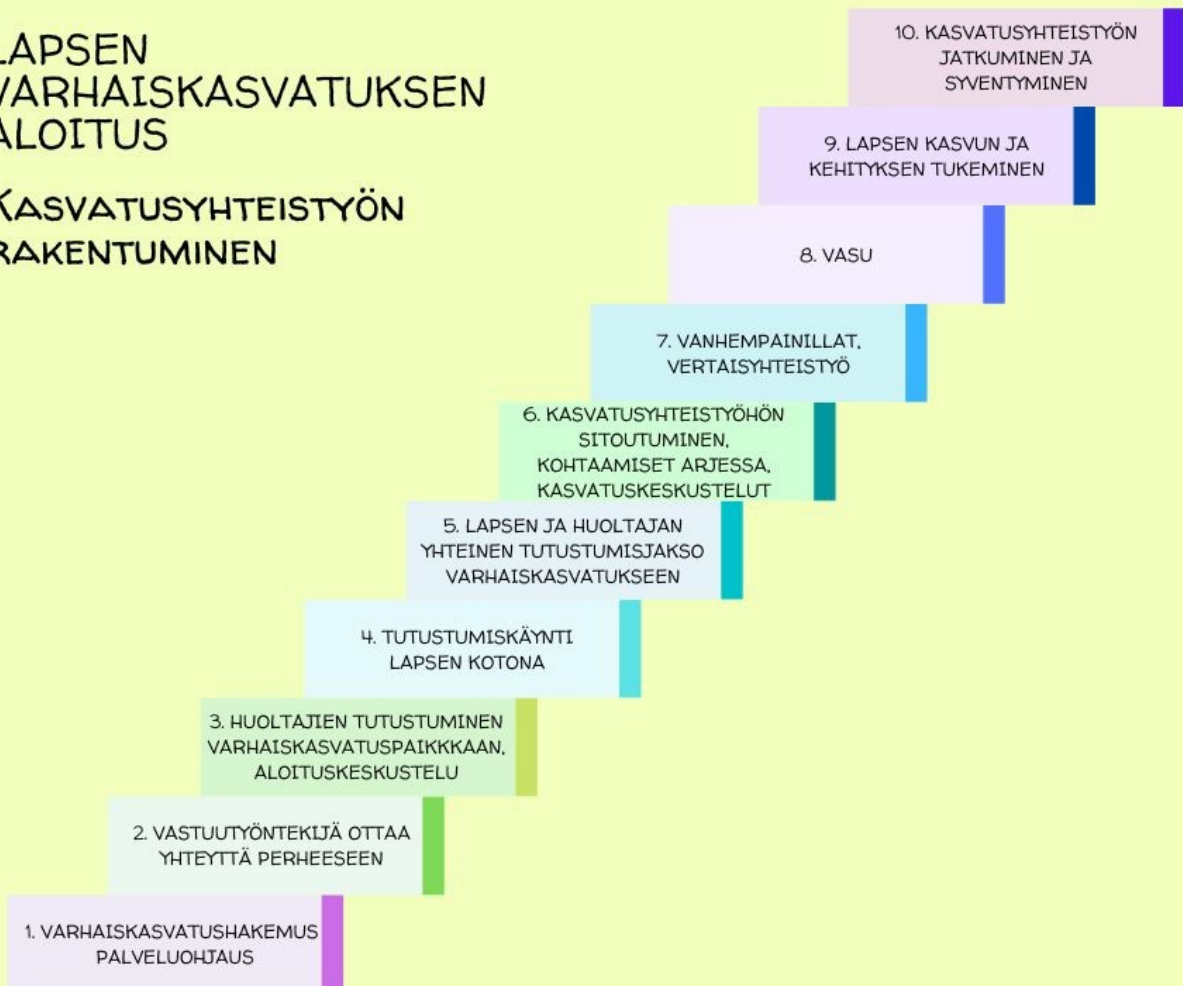 LAPSEN
VARHAISKASVATUKSEN
ALOITUS
KASVATUSYHTEISTYÖN
RAKENTUMINEN
10. KASVATUSYHTEISTYÖN
JATKUMINEN JA
SYVENTYMINEN
9. LAPSEN KASVUN JA
KEHITYKSEN TUKEMINEN
8. VASU
7. VANHEMPAINILLAT,
VERTAISYHTEISTYÖ
6. KASVATUSYHTEISTYÖHÖN
SITOUTUMINEN,
KOHTAAMISET ARJESSA,
KASVATUSKESKUSTELUT
5. LAPSEN JA HUOLTAJAN
YHTEINEN TUTUSTUMISJAKSO
VARHAISKASVATUKSEEN
4. TUTUSTUMISKÄYNTI
LAPSEN KOTONA
3. HUOLTAJIEN TUTUSTUMINEN
VARHAISKASVATUSPAIKKKAAN,
ALOITUSKESKUSTELU
2. VASTUUTYÖNTEKIJÄ OTTAA
YHTEYTTÄ PERHEESEEN
1. VARHAISKASVATUSHAKEMUS
PALVELUOHJAUS